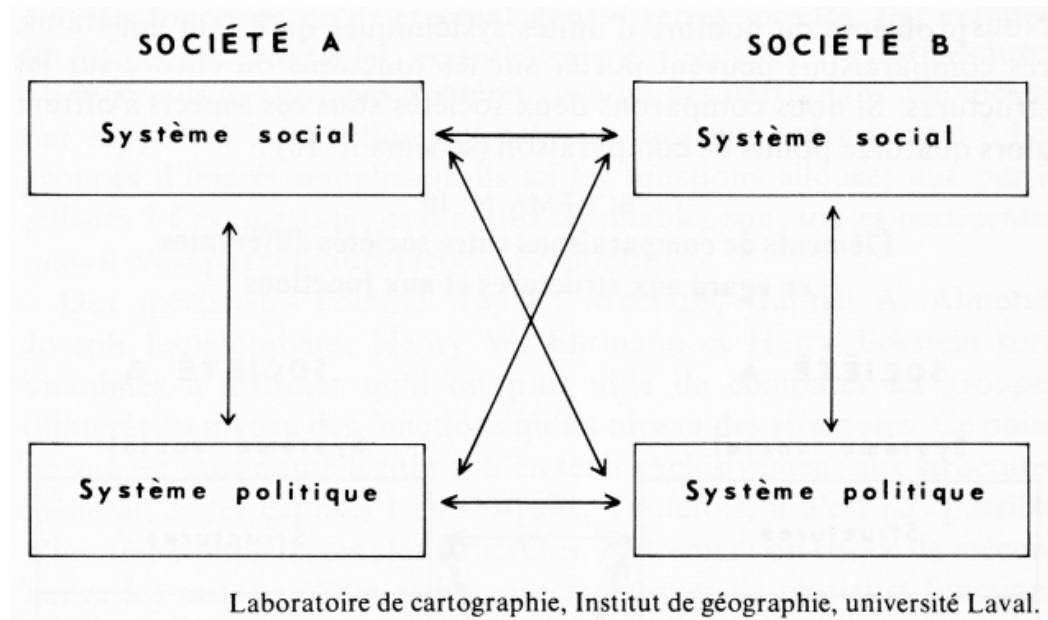 SOCIÉTÉ A
SOCIÉTÉ B
Système social
Système social
Système politique
Système politique
Laboratoire de cartographie, Institut de géographie, université Laval.